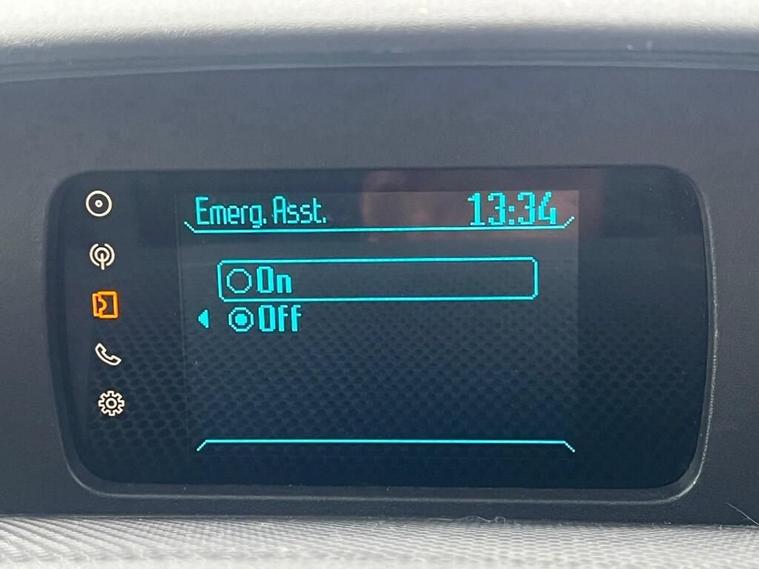 Emerg. Asst.
13:34
On
Off